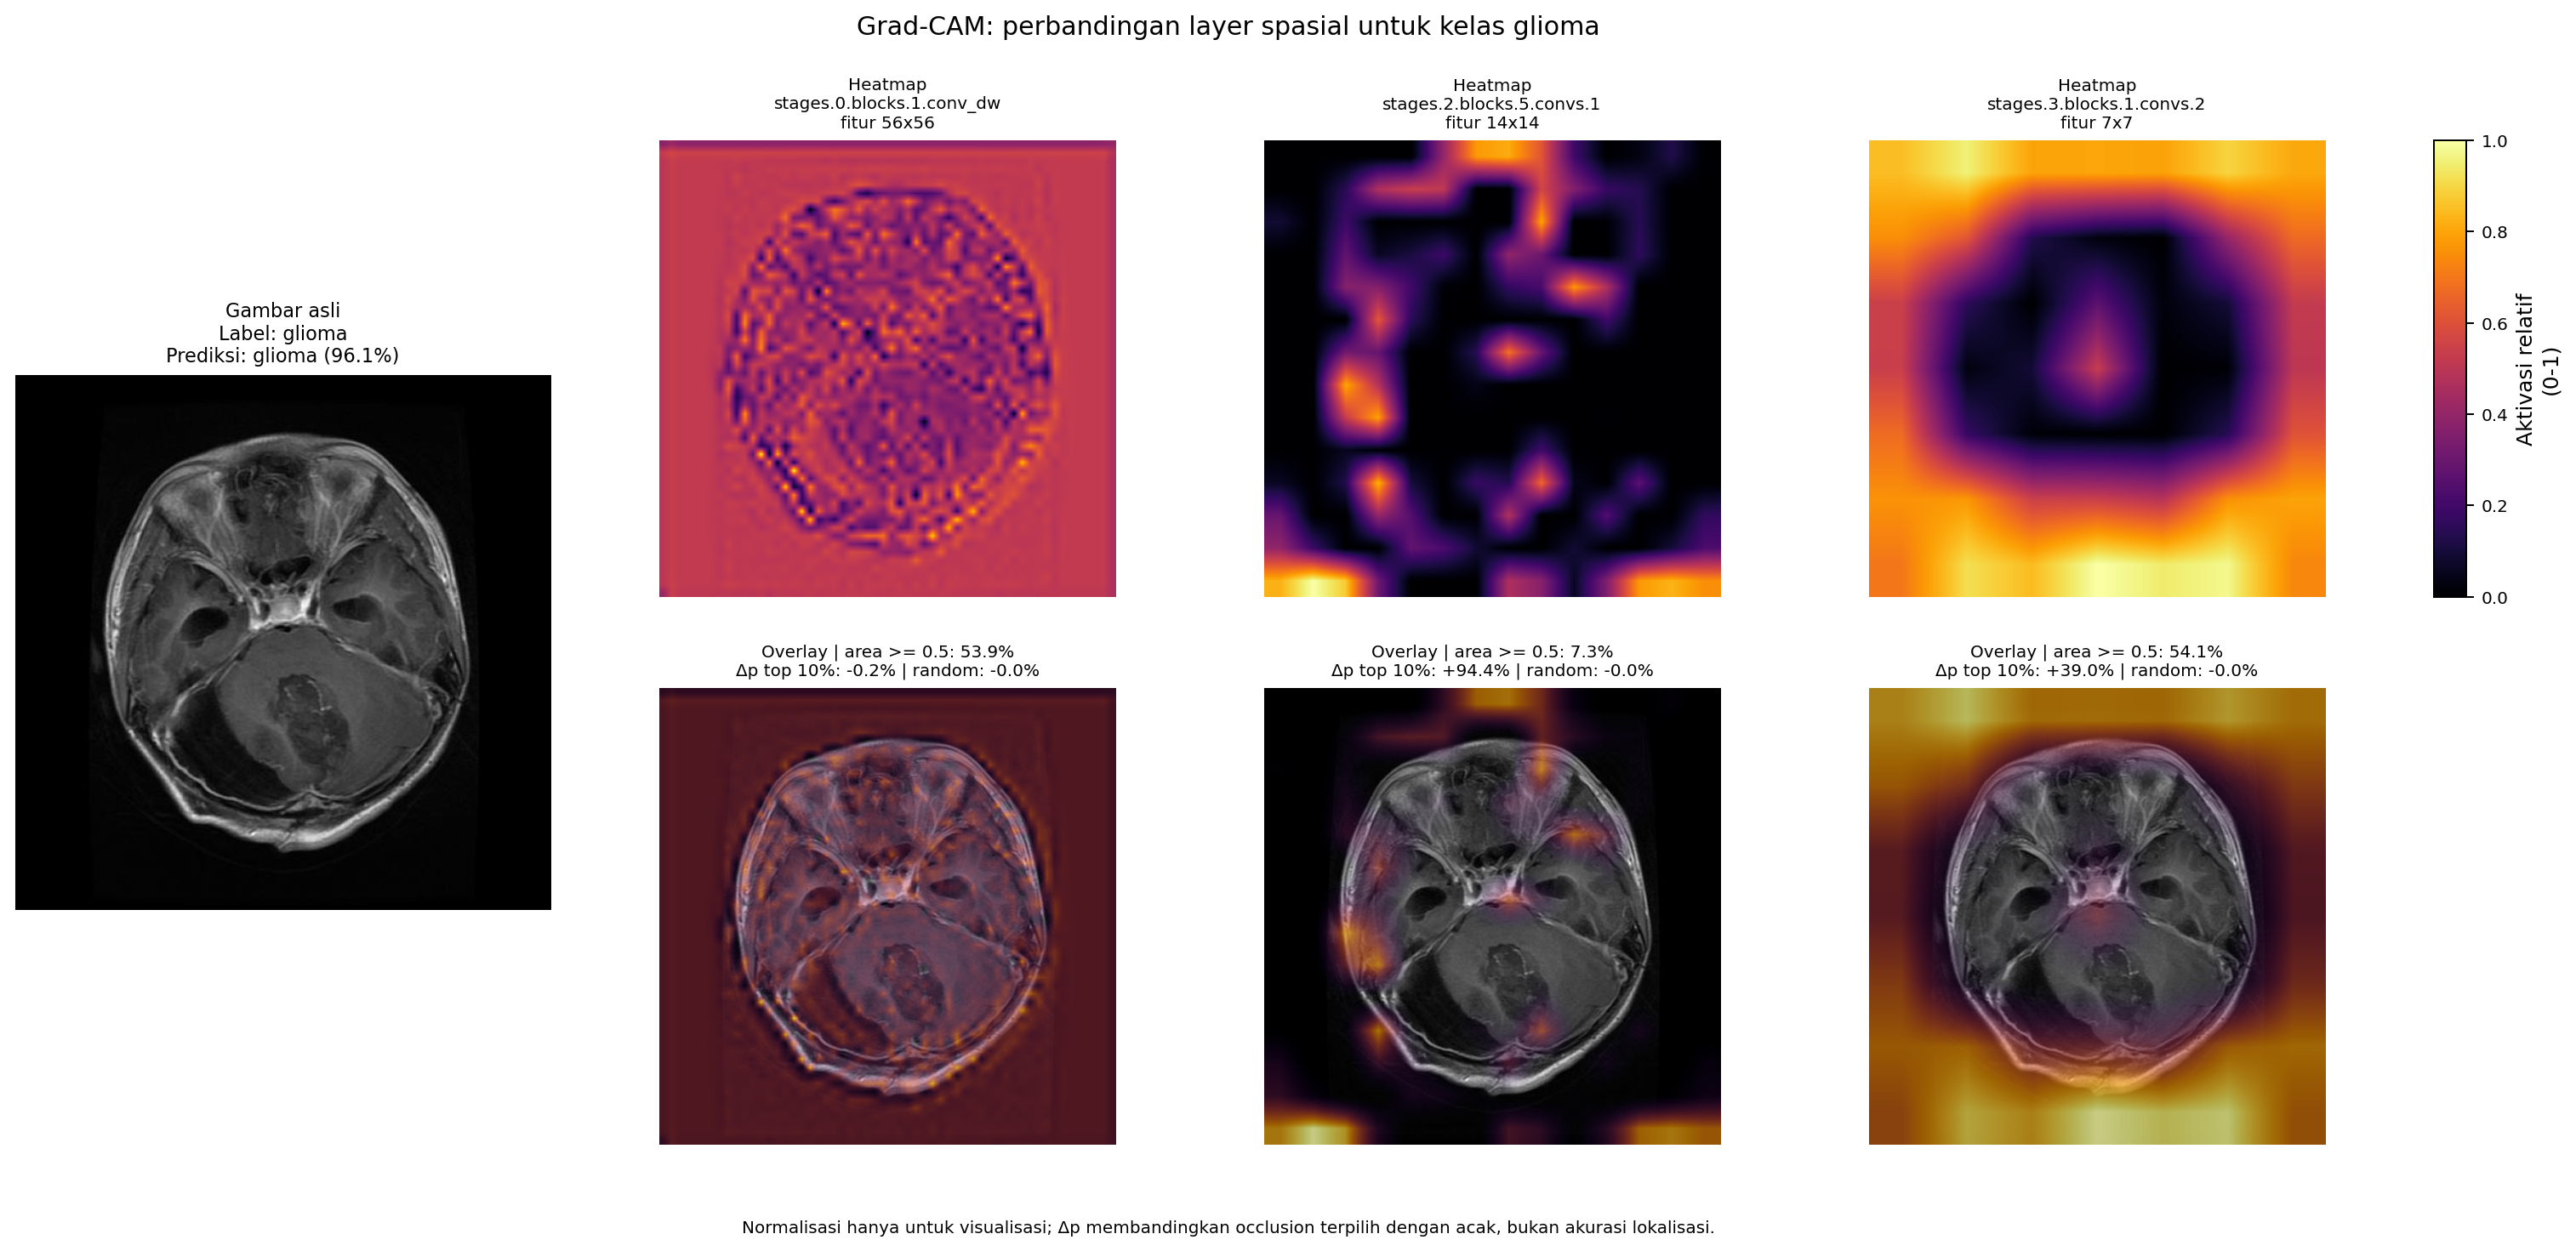 Grad-CAM: perbandingan layer spasial untuk kelas glioma
Gambar asli
Label: glioma
Prediksi: glioma (96.1%)
Heatmap
stages.0.blocks.1.conv_dw
fitur 56x56
Heatmap
stages.2.blocks.5.convs.1
fitur 14x14
Heatmap
stages.3.blocks.1.convs.2
fitur 7x7
1.0
0.8
0.6
0.4
0.2
0.0
Aktivasi relatif
(0-1)
Overlay | area >= 0.5: 53.9%
Δp top 10%: -0.2% | random: -0.0%
Overlay | area >= 0.5: 7.3%
Δp top 10%: +94.4% | random: -0.0%
Overlay | area >= 0.5: 54.1%
Δp top 10%: +39.0% | random: -0.0%
Normalisasi hanya untuk visualisasi; Δp membandingkan occlusion terpilih dengan acak, bukan akurasi lokalisasi.